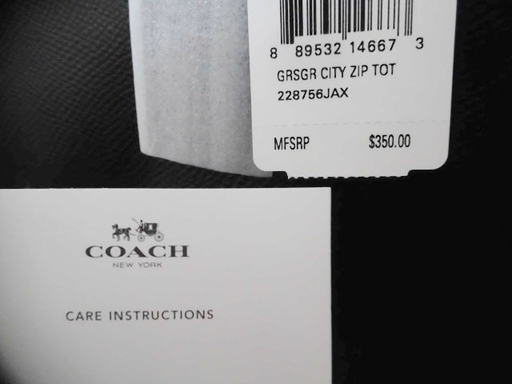 8 89532 14667 3
GRSGR CITY ZIP TOT
228756JAX
MFSRP $350.00
COACH
NEW YORK
CARE INSTRUCTIONS